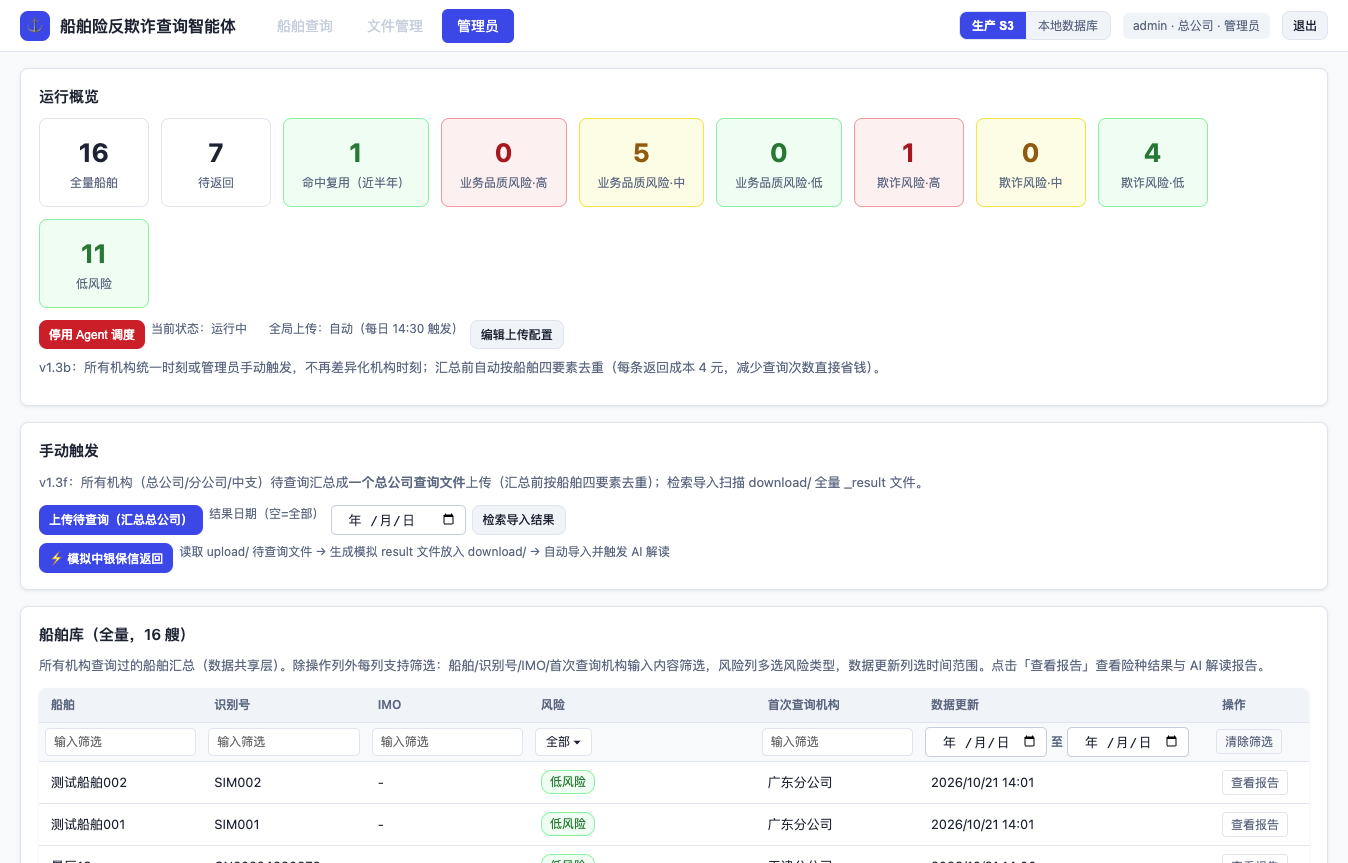 船舶险反欺诈查询智能体 船舶查询 文件管理 管理员 生产 S3 本地数据库 admin · 总公司 · 管理员 退出
运行概览
16 7 1 0 5 0 1 0 4
全量船舶 待返回 命中复用（近半年） 业务品质风险·高 业务品质风险·中 业务品质风险·低 欺诈风险·高 欺诈风险·中 欺诈风险·低
11
低风险
停用 Agent 调度 当前状态：运行中 全局上传：自动（每日 14:30 触发） 编辑上传配置
v1.3b：所有机构统一时刻或管理员手动触发，不再差异化机构时刻；汇总前自动按船舶四要素去重（每条返回成本 4 元，减少查询次数直接省钱）。
手动触发
v1.3f：所有机构（总公司/分公司/中支）待查询汇总成一个总公司查询文件上传（汇总前按船舶四要素去重）；检索导入扫描 download/ 全量 _result 文件。
上传待查询（汇总总公司） 结果日期（空=全部） 年 /月/日 检索导入结果
⚡ 模拟中银保信返回 读取 upload/ 待查询文件 → 生成模拟 result 文件放入 download/ → 自动导入并触发 AI 解读
船舶库（全量，16 艘）
所有机构查询过的船舶汇总（数据共享层）。除操作列外每列支持筛选：船舶/识别号/IMO/首次查询机构输入内容筛选，风险列多选风险类型，数据更新列选时间范围。点击「查看报告」查看险种结果与 AI 解读报告。
船舶 识别号 IMO 风险 首次查询机构 数据更新 操作
输入筛选 输入筛选 输入筛选 全部 输入筛选 年 /月/日 至 年 /月/日 清除筛选
测试船舶002 SIM002 - 低风险 广东分公司 2026/10/21 14:01 查看报告
测试船舶001 SIM001 - 低风险 广东分公司 2026/10/21 14:01 查看报告